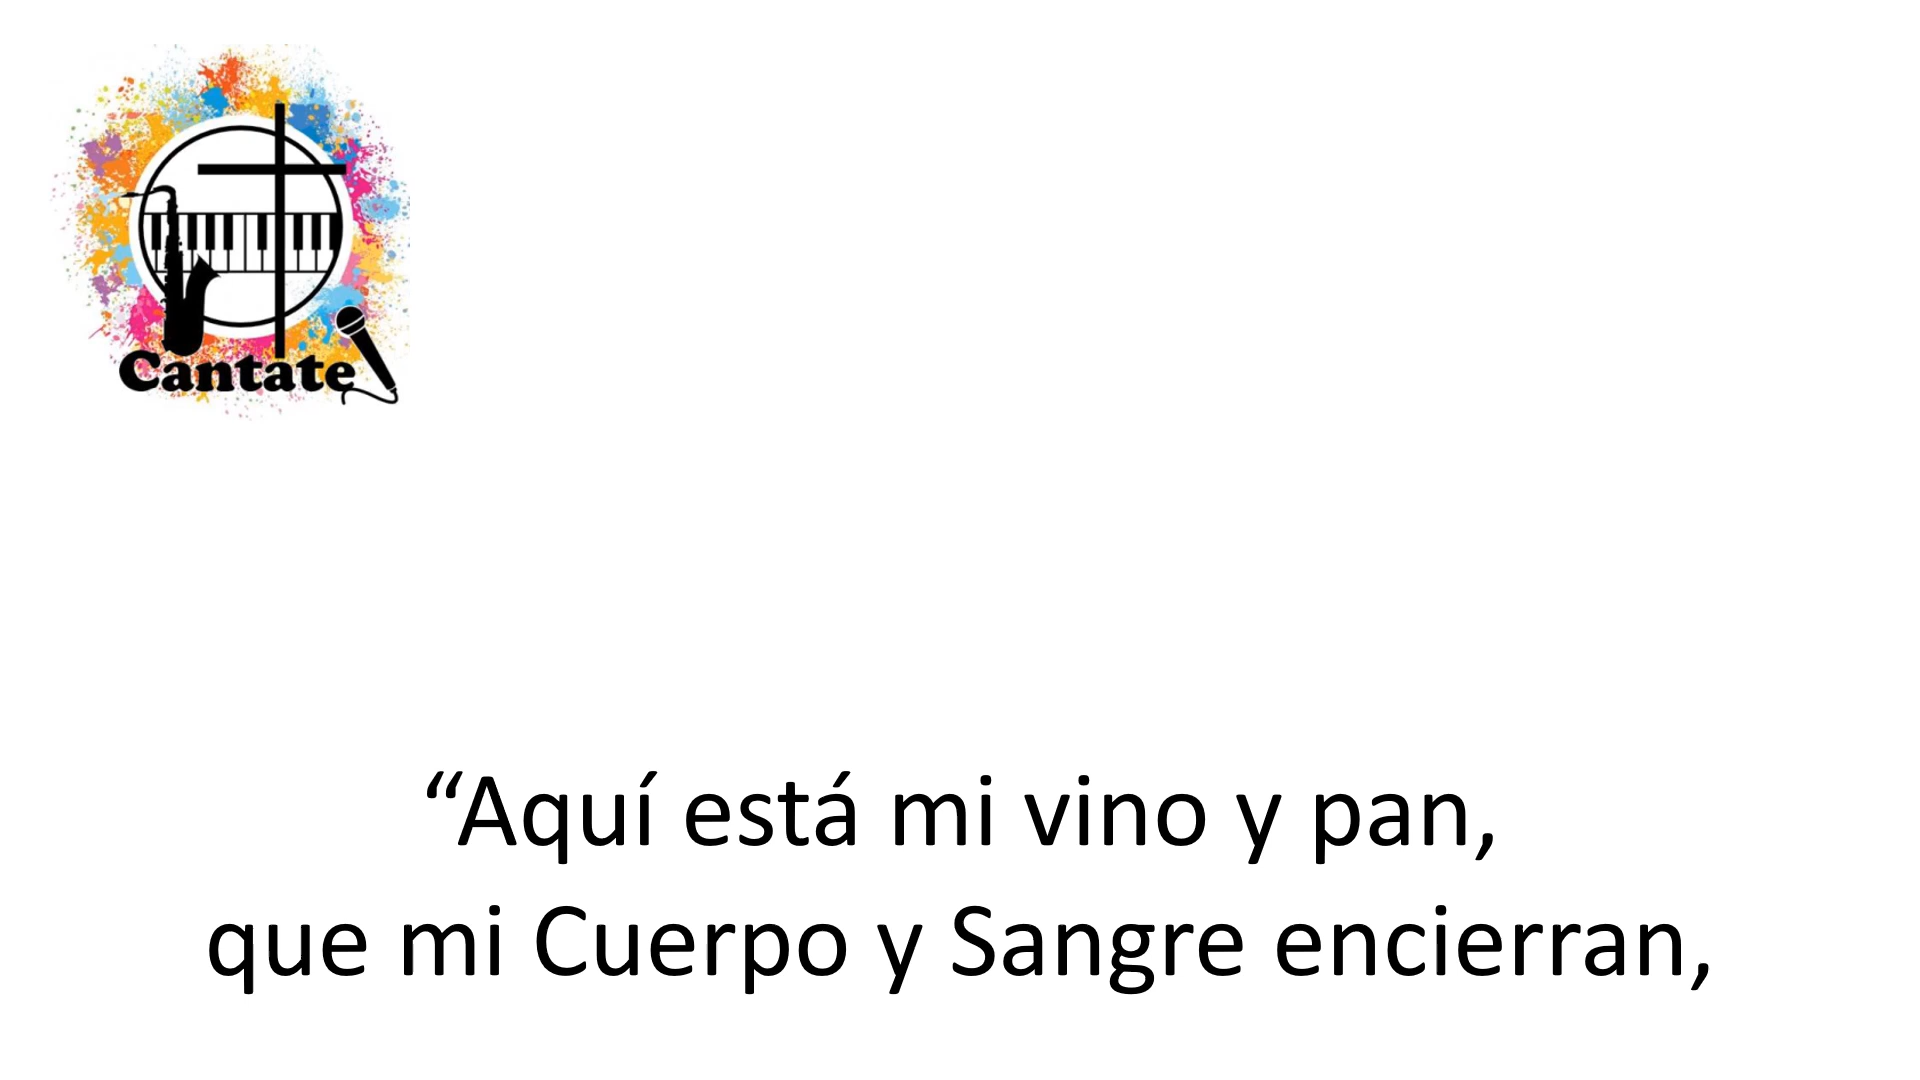 Cantate
“Aquí está mi vino y pan,
que mi Cuerpo y Sangre encierran,